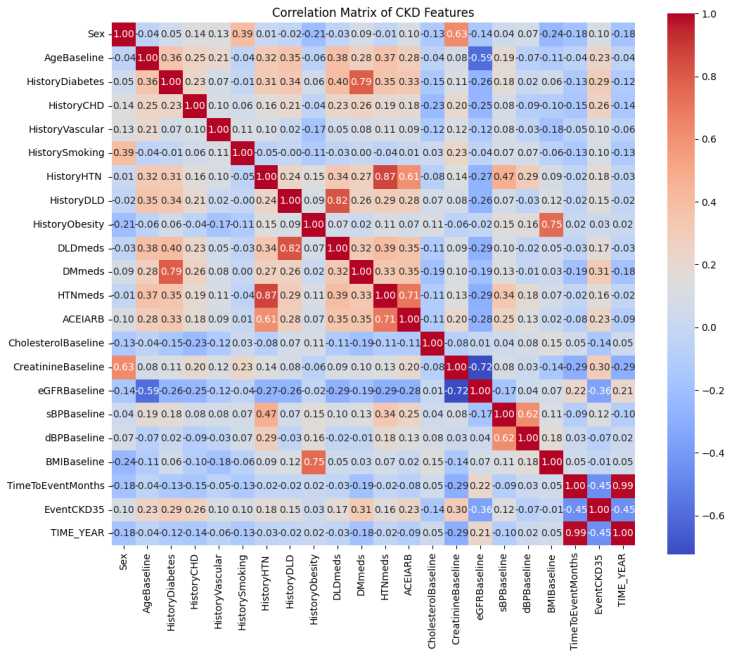 Correlation Matrix of CKD Features
Sex 1.00 -0.04 0.05 0.14 0.13 0.39 0.01 -0.02 -0.21 -0.03 0.09 -0.01 0.10 -0.13 0.63 -0.14 0.04 0.07 -0.24 -0.18 0.10 -0.18
AgeBaseline -0.04 1.00 0.36 0.25 0.21 -0.04 0.32 0.35 -0.06 0.38 0.28 0.37 0.28 -0.04 0.08 -0.59 0.19 -0.07 -0.11 -0.04 0.23 -0.04
HistoryDiabetes 0.05 0.36 1.00 0.23 0.07 -0.01 0.31 0.34 0.06 0.40 0.79 0.35 0.33 -0.15 0.11 -0.26 0.18 0.02 0.06 -0.13 0.29 -0.12
HistoryCHD 0.14 0.25 0.23 1.00 0.10 0.06 0.16 0.21 -0.04 0.23 0.26 0.19 0.18 -0.23 0.20 -0.25 0.08 -0.09 -0.10 -0.15 0.26 -0.14
HistoryVascular 0.13 0.21 0.07 0.10 1.00 0.11 0.10 0.02 -0.17 0.05 0.08 0.11 0.09 -0.12 0.12 -0.12 0.08 -0.03 -0.18 -0.05 0.10 -0.06
HistorySmoking 0.39 -0.04 -0.01 0.06 0.11 1.00 -0.05 -0.00 -0.11 -0.03 0.00 -0.04 0.01 0.03 0.23 -0.04 0.07 0.07 -0.06 -0.13 0.10 -0.13
HistoryHTN 0.01 0.32 0.31 0.16 0.10 -0.05 1.00 0.24 0.15 0.34 0.27 0.87 0.61 -0.08 0.14 -0.27 0.47 0.29 0.09 -0.02 0.18 -0.03
HistoryDLD -0.02 0.35 0.34 0.21 0.02 -0.00 0.24 1.00 0.09 0.82 0.26 0.29 0.28 0.07 0.08 -0.26 0.07 -0.03 0.12 -0.02 0.15 -0.02
HistoryObesity -0.21 -0.06 0.06 -0.04 -0.17 -0.11 0.15 0.09 1.00 0.07 0.02 0.11 0.07 0.11 -0.06 -0.02 0.15 0.16 0.75 0.02 0.03 0.02
DLDmeds -0.03 0.38 0.40 0.23 0.05 -0.03 0.34 0.82 0.07 1.00 0.32 0.39 0.35 -0.11 0.09 -0.29 0.10 -0.02 0.05 -0.03 0.17 -0.03
DMmeds 0.09 0.28 0.79 0.26 0.08 0.00 0.27 0.26 0.02 0.32 1.00 0.33 0.35 -0.19 0.10 -0.19 0.13 -0.01 0.03 -0.19 0.31 -0.18
HTNmeds -0.01 0.37 0.35 0.19 0.11 -0.04 0.87 0.29 0.11 0.39 0.33 1.00 0.71 -0.11 0.13 -0.29 0.34 0.18 0.07 -0.02 0.16 -0.02
ACEIARB 0.10 0.28 0.33 0.18 0.09 0.01 0.61 0.28 0.07 0.35 0.35 0.71 1.00 -0.11 0.20 -0.28 0.25 0.13 0.02 -0.08 0.23 -0.09
CholesterolBaseline -0.13 -0.04 -0.15 -0.23 -0.12 0.03 -0.08 0.07 0.11 -0.11 -0.19 -0.11 -0.11 1.00 -0.08 0.01 0.04 0.08 0.15 0.05 -0.14 0.05
CreatinineBaseline 0.63 0.08 0.11 0.20 0.12 0.23 0.14 0.08 -0.06 0.09 0.10 0.13 0.20 -0.08 1.00 -0.72 0.08 0.03 -0.14 -0.29 0.30 -0.29
eGFRBaseline -0.14 -0.59 -0.26 -0.25 -0.12 -0.04 -0.27 -0.26 -0.02 -0.29 -0.19 -0.29 -0.28 0.01 -0.72 1.00 -0.17 0.04 0.07 0.22 -0.36 0.21
sBPBaseline 0.04 0.19 0.18 0.08 0.08 0.07 0.47 0.07 0.15 0.10 0.13 0.34 0.25 0.04 0.08 -0.17 1.00 0.62 0.11 -0.09 0.12 -0.10
dBPBaseline 0.07 -0.07 0.02 -0.09 -0.03 0.07 0.29 -0.03 0.16 -0.02 -0.01 0.18 0.13 0.08 0.03 0.04 0.62 1.00 0.18 0.03 -0.07 0.02
BMIBaseline -0.24 -0.11 0.06 -0.10 -0.18 -0.06 0.09 0.12 0.75 0.05 0.03 0.07 0.02 0.15 -0.14 0.07 0.11 0.18 1.00 0.05 -0.01 0.05
TimeToEventMonths -0.18 -0.04 -0.13 -0.15 -0.05 -0.13 -0.02 -0.02 0.02 -0.03 -0.19 -0.02 -0.08 0.05 -0.29 0.22 -0.09 0.03 0.05 1.00 -0.45 0.99
EventCKD35 0.10 0.23 0.29 0.26 0.10 0.10 0.18 0.15 0.03 0.17 0.31 0.16 0.23 -0.14 0.30 -0.36 0.12 -0.07 -0.01 -0.45 1.00 -0.45
TIME_YEAR -0.18 -0.04 -0.12 -0.14 -0.06 -0.13 -0.03 -0.02 0.02 -0.03 -0.18 -0.02 -0.09 0.05 -0.29 0.21 -0.10 0.02 0.05 0.99 -0.45 1.00
Sex AgeBaseline HistoryDiabetes HistoryCHD HistoryVascular HistorySmoking HistoryHTN HistoryDLD HistoryObesity DLDmeds DMmeds HTNmeds ACEIARB CholesterolBaseline CreatinineBaseline eGFRBaseline sBPBaseline dBPBaseline BMIBaseline TimeToEventMonths EventCKD35 TIME_YEAR
1.0
0.8
0.6
0.4
0.2
0.0
−0.2
−0.4
−0.6